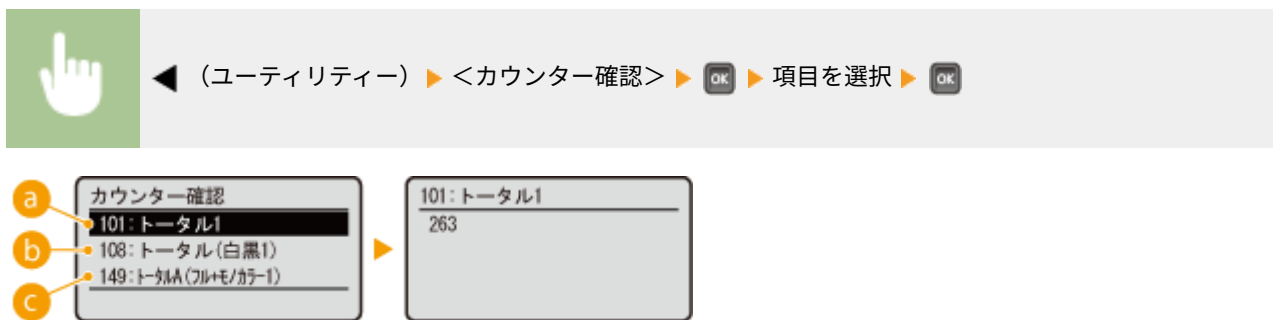 ◀ (ユーティリティー) ▶ <カウンター確認> ▶ OK ▶ 項目を選択 ▶ OK
a
b
c
カウンター確認
101:トータル1
108:トータル(白黒1)
149:トータルA(フル+モノカラー1)
101:トータル1
263